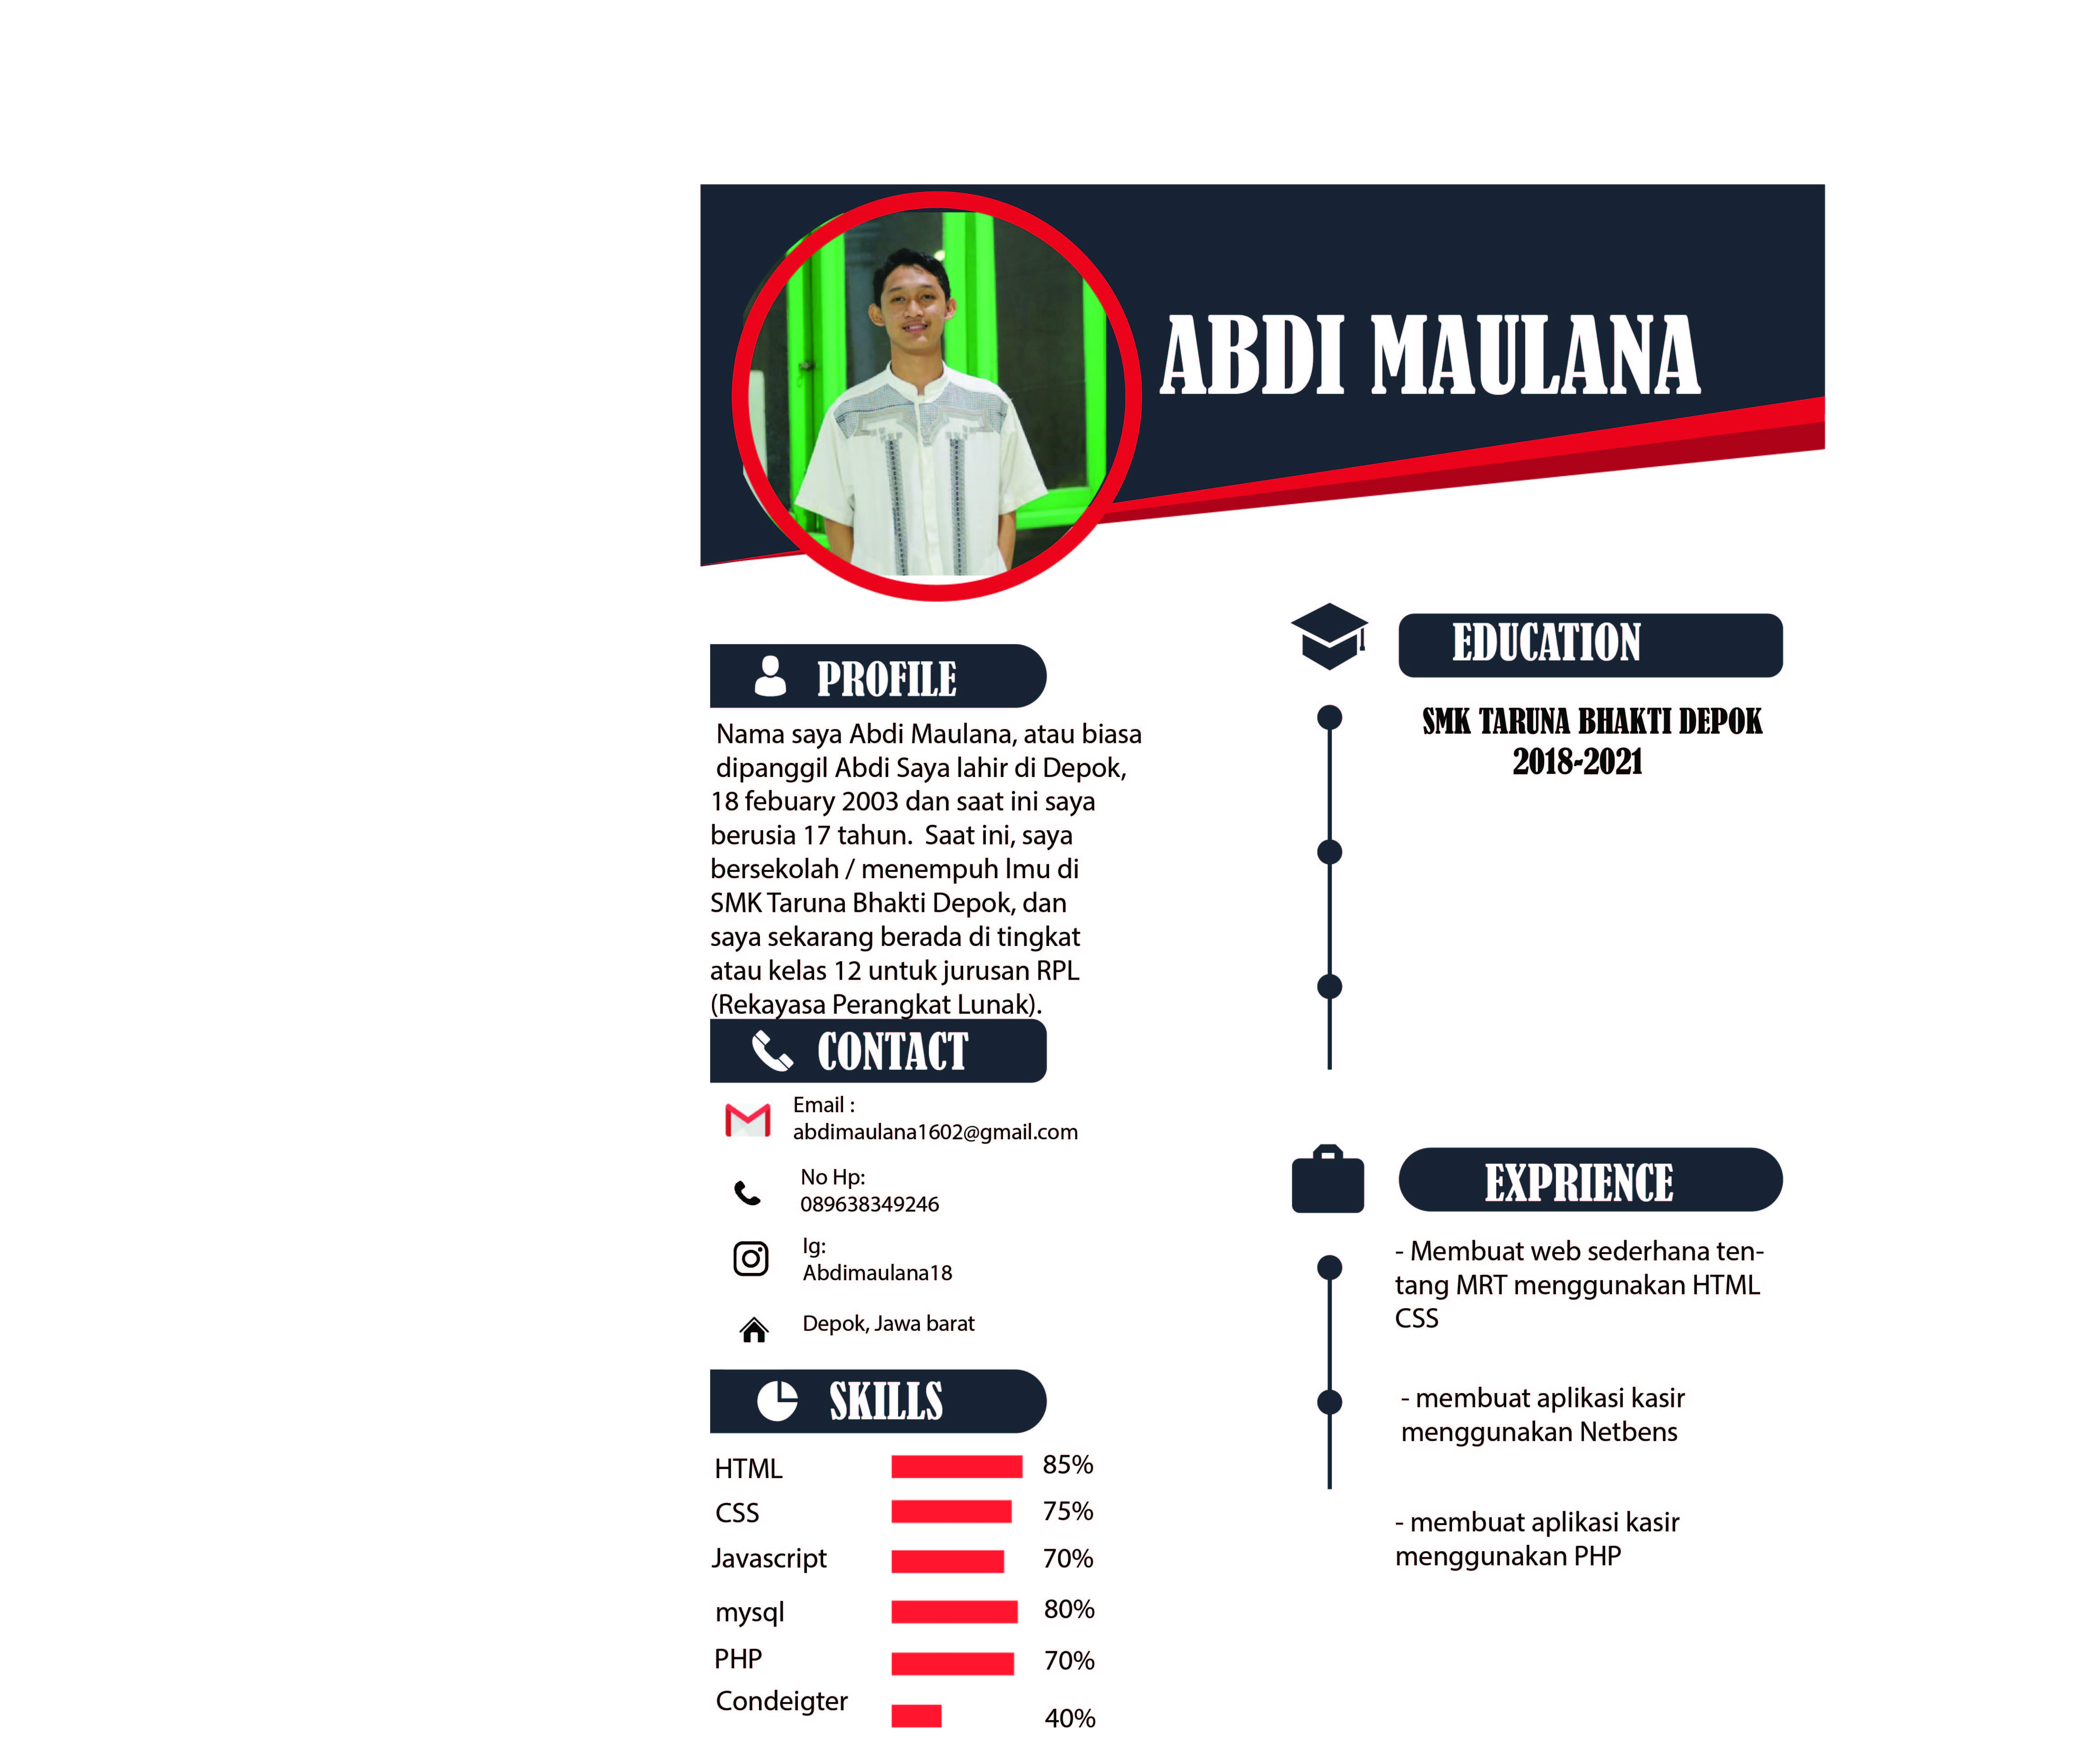 ABDI MAULANA
PROFILE
Nama saya Abdi Maulana, atau biasa
dipanggil Abdi Saya lahir di Depok,
18 febuary 2003 dan saat ini saya
berusia 17 tahun. Saat ini, saya
bersekolah / menempuh lmu di
SMK Taruna Bhakti Depok, dan
saya sekarang berada di tingkat
atau kelas 12 untuk jurusan RPL
(Rekayasa Perangkat Lunak).
CONTACT
Email :
abdimaulana1602@gmail.com
No Hp:
089638349246
Ig:
Abdimaulana18
Depok, Jawa barat
SKILLS
HTML 85%
CSS 75%
Javascript 70%
mysql 80%
PHP 70%
Condeigter 40%
EDUCATION
SMK TARUNA BHAKTI DEPOK
2018-2021
EXPRIENCE
- Membuat web sederhana ten-
tang MRT menggunakan HTML
CSS
- membuat aplikasi kasir
menggunakan Netbens
- membuat aplikasi kasir
menggunakan PHP